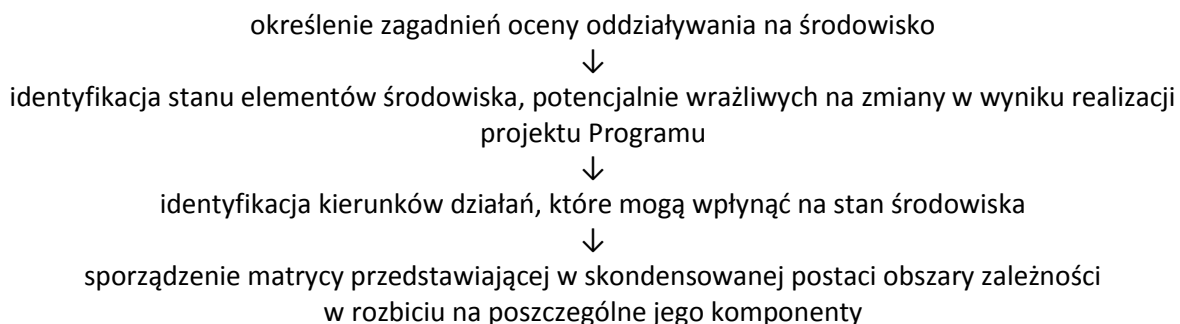 określenie zagadnień oceny oddziaływania na środowisko
↓
identyfikacja stanu elementów środowiska, potencjalnie wrażliwych na zmiany w wyniku realizacji
projektu Programu
↓
identyfikacja kierunków działań, które mogą wpłynąć na stan środowiska
↓
sporządzenie matrycy przedstawiającej w skondensowanej postaci obszary zależności
w rozbiciu na poszczególne jego komponenty